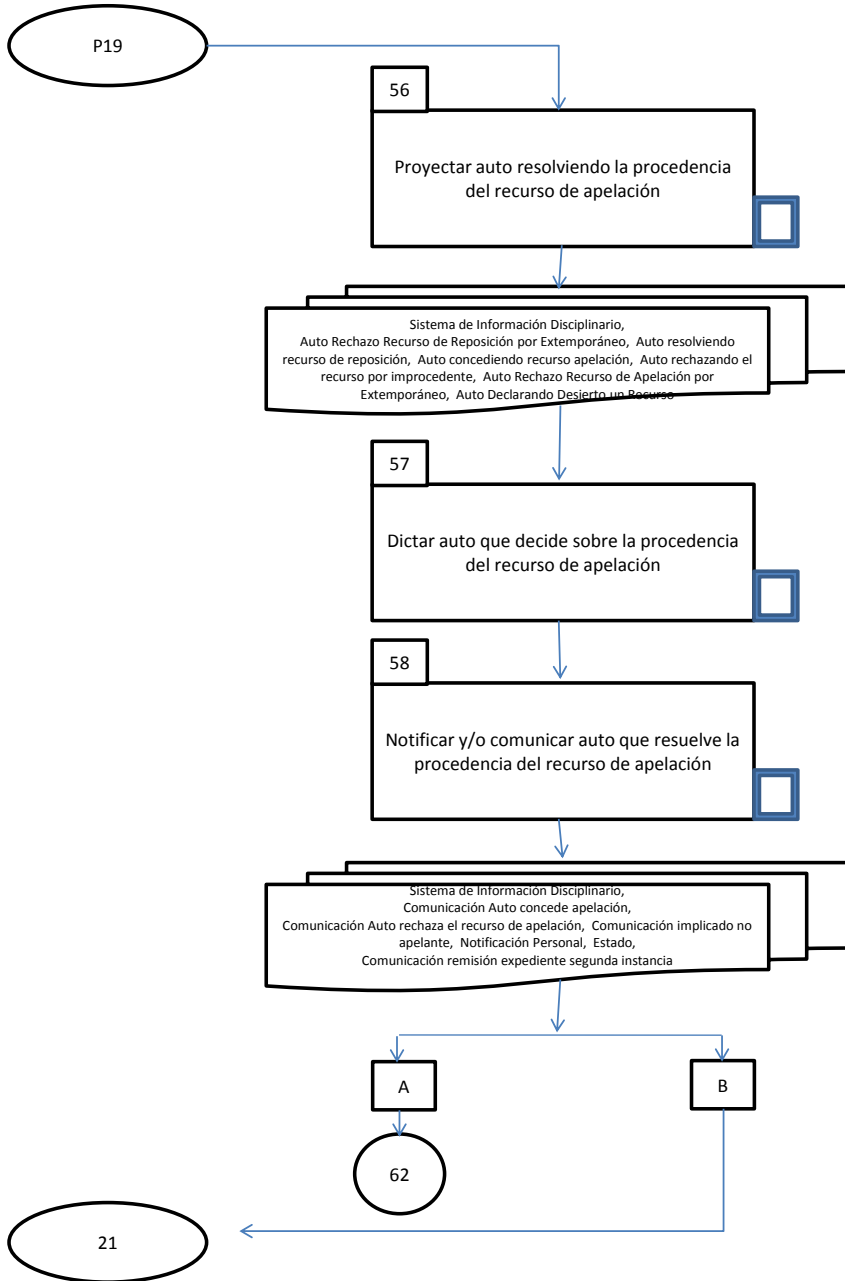 P19
56
Proyectar auto resolviendo la procedencia
del recurso de apelación
Sistema de Información Disciplinario,
Auto Rechazo Recurso de Reposición por Extemporáneo, Auto resolviendo
recurso de reposición, Auto concediendo recurso apelación, Auto rechazando el
recurso por improcedente, Auto Rechazo Recurso de Apelación por
Extemporáneo, Auto Declarando Desierto un Recurso
57
Dictar auto que decide sobre la procedencia
del recurso de apelación
58
Notificar y/o comunicar auto que resuelve la
procedencia del recurso de apelación
Sistema de Información Disciplinario,
Comunicación Auto concede apelación,
Comunicación Auto rechaza el recurso de apelación, Comunicación implicado no
apelante, Notificación Personal, Estado,
Comunicación remisión expediente segunda instancia
A
B
62
21